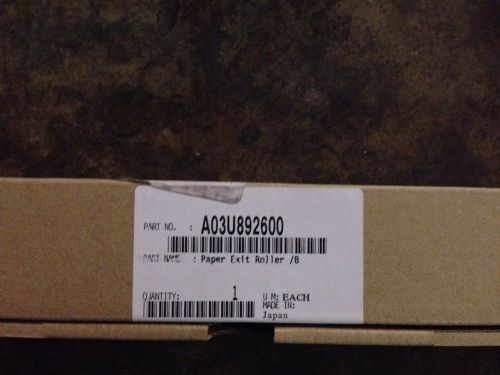 PART NO. : A03U892600
PART NAME : Paper Exit Roller /B
QUANTITY: 1 U M: EACH
MADE IN:
Japan